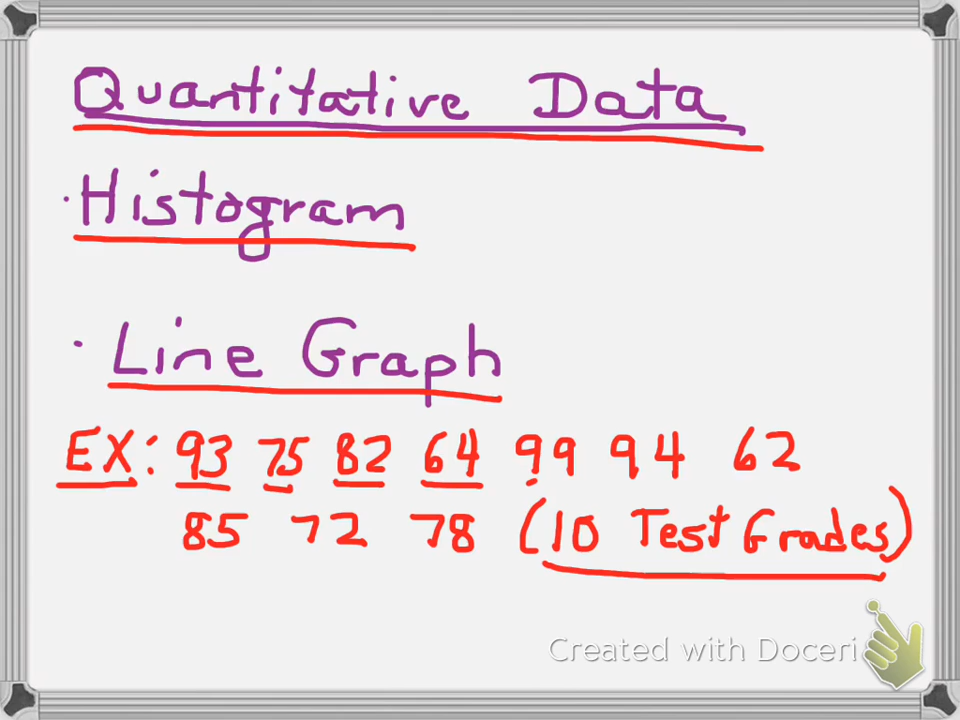 Quantitative Data
· Histogram
· Line Graph
EX: 93 75 82 64 99 94 62
85 72 78 (10 Test Grades)
Created with Doceri